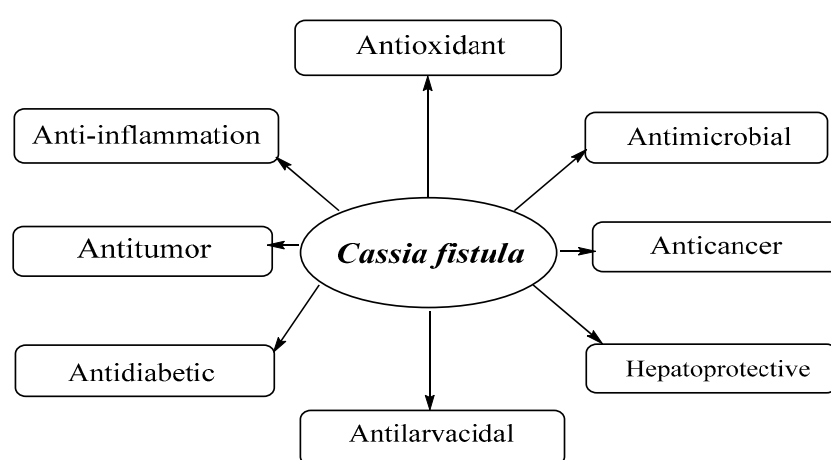 Antioxidant
Anti-inflammation
Antimicrobial
Antitumor
Cassia fistula
Anticancer
Antidiabetic
Hepatoprotective
Antilarvacidal